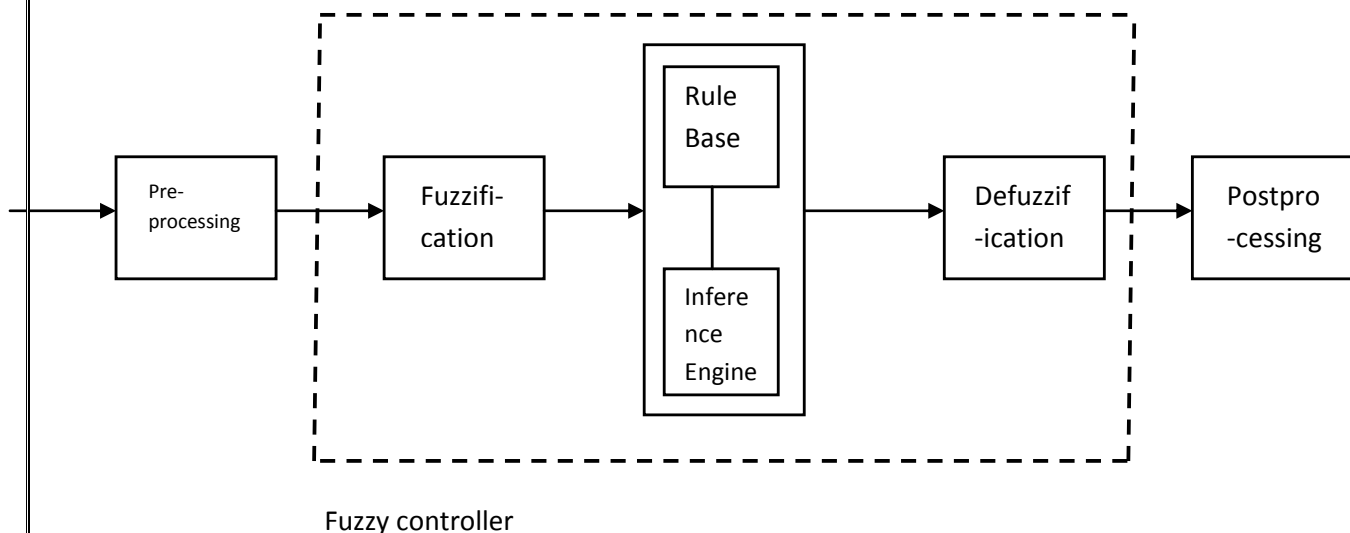 Pre-
processing
Fuzzifi-
cation
Rule
Base
Infere
nce
Engine
Defuzzif
-ication
Postpro
-cessing
Fuzzy controller